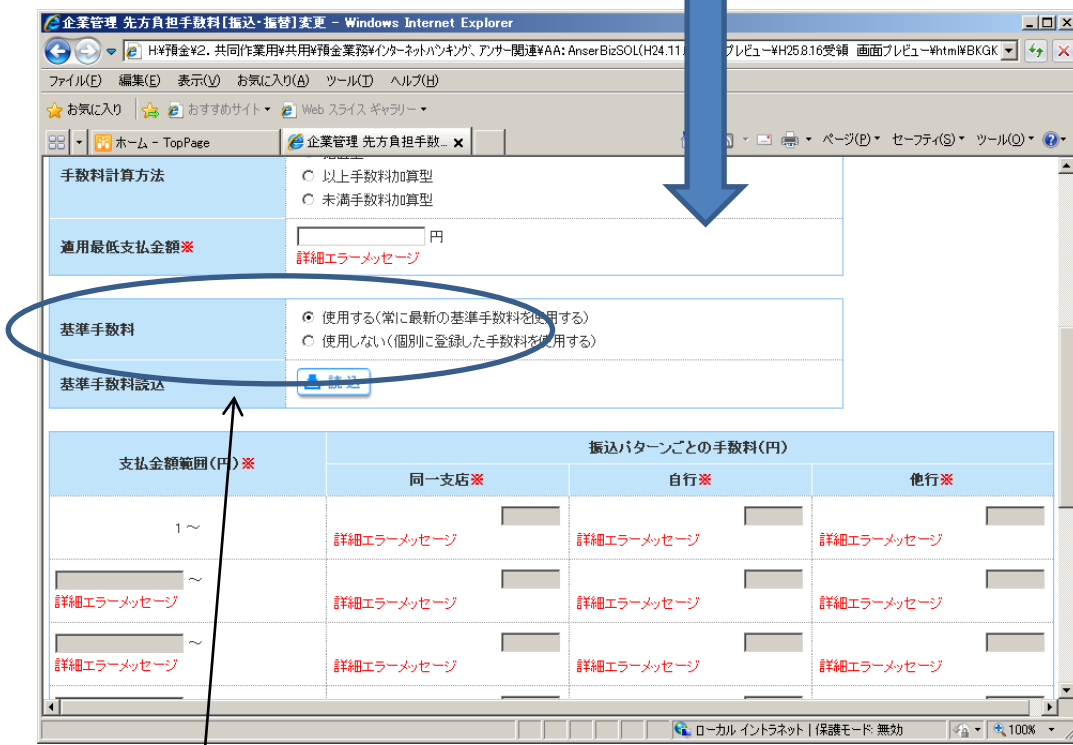 企業管理 先方負担手数料[振込・振替]変更 - Windows Internet Explorer
H¥預金¥2．共同作業用¥共用¥預金業務¥インターネットバンキング、アンサー関連¥AA：AnserBizSOL(H24.11
プレビュー¥H25.8.16受領 画面プレビュー¥html¥BKGK
ファイル(F) 編集(E) 表示(V) お気に入り(A) ツール(T) ヘルプ(H)
お気に入り おすすめサイト Web スライス ギャラリー
ホーム - TopPage 企業管理 先方負担手数... ページ(P) セーフティ(S) ツール(O)
手数料計算方法
以上手数料加算型
未満手数料加算型
適用最低支払金額※ 円
詳細エラーメッセージ
基準手数料
使用する(常に最新の基準手数料を使用する)
使用しない(個別に登録した手数料を使用する)
基準手数料読込 読込
支払金額範囲(円)※ 振込パターンごとの手数料(円)
同一支店※ 自行※ 他行※
1～
詳細エラーメッセージ 詳細エラーメッセージ 詳細エラーメッセージ
～
詳細エラーメッセージ 詳細エラーメッセージ 詳細エラーメッセージ 詳細エラーメッセージ
～
詳細エラーメッセージ 詳細エラーメッセージ 詳細エラーメッセージ 詳細エラーメッセージ
ローカル イントラネット | 保護モード: 無効 100%